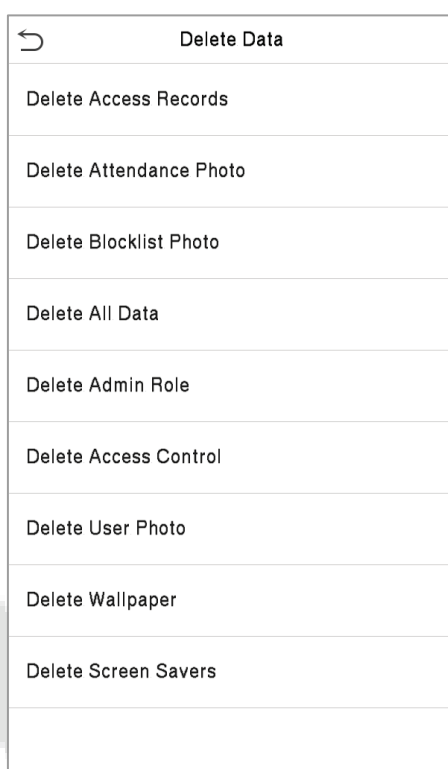 Delete Data
Delete Access Records
Delete Attendance Photo
Delete Blocklist Photo
Delete All Data
Delete Admin Role
Delete Access Control
Delete User Photo
Delete Wallpaper
Delete Screen Savers